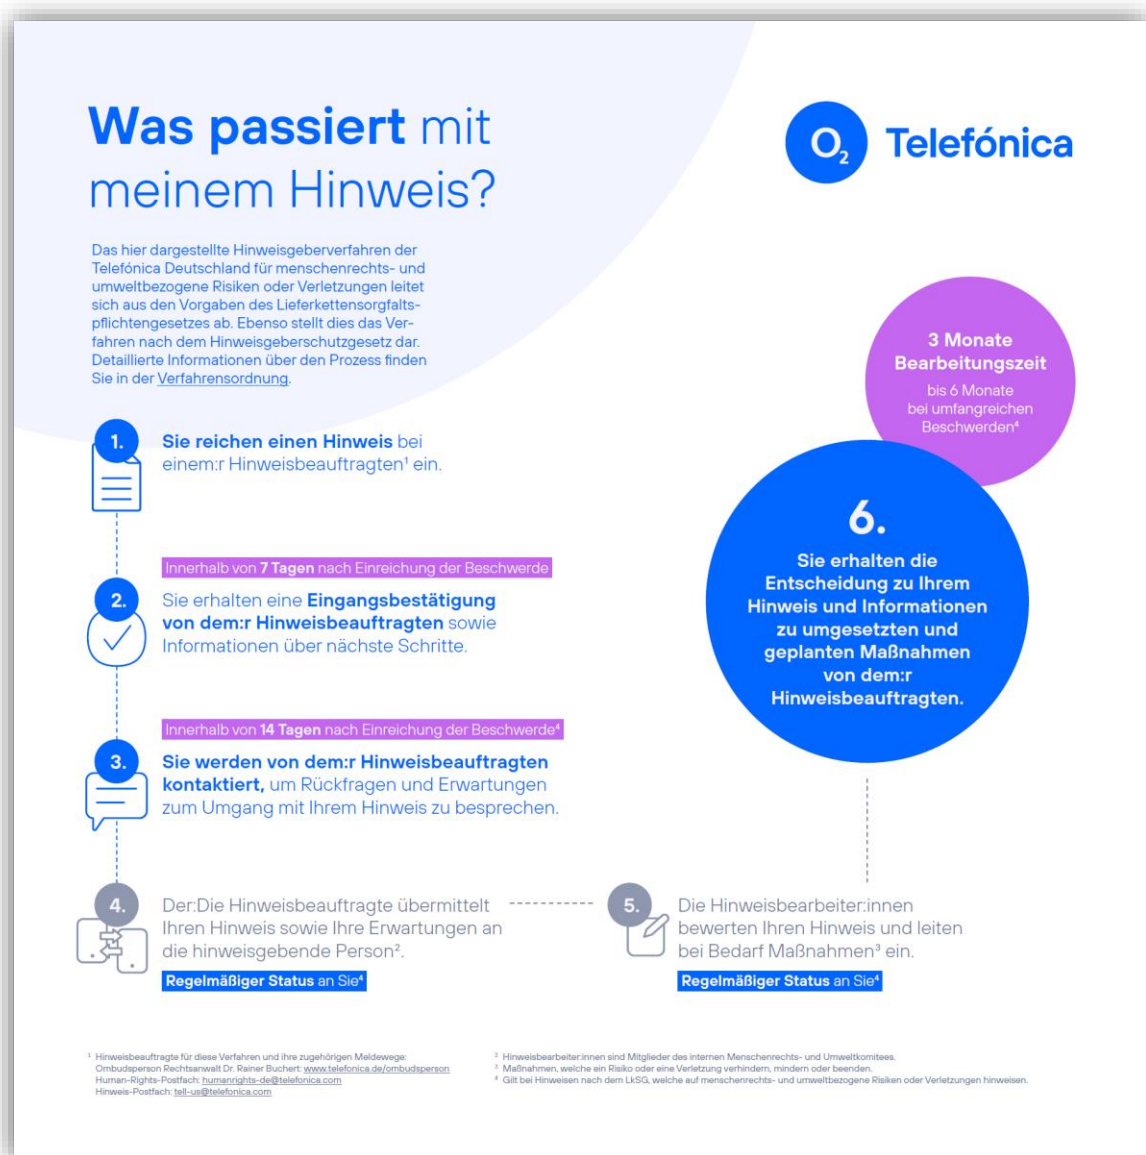 Was passiert mit
meinem Hinweis?
O₂ Telefónica
Das hier dargestellte Hinweisgeberverfahren der
Telefónica Deutschland für menschenrechts- und
umweltbezogene Risiken oder Verletzungen leitet
sich aus den Vorgaben des Lieferkettensorgfalts-
pflichtengesetzes ab. Ebenso stellt dies das Ver-
fahren nach dem Hinweisgeberschutzgesetz dar.
Detaillierte Informationen über den Prozess finden
Sie in der Verfahrensordnung.
1.
Sie reichen einen Hinweis bei
einem:r Hinweisbeauftragten¹ ein.
Innerhalb von 7 Tagen nach Einreichung der Beschwerde
2.
Sie erhalten eine Eingangsbestätigung
von dem:r Hinweisbeauftragten sowie
Informationen über nächste Schritte.
Innerhalb von 14 Tagen nach Einreichung der Beschwerde⁴
3.
Sie werden von dem:r Hinweisbeauftragten
kontaktiert, um Rückfragen und Erwartungen
zum Umgang mit Ihrem Hinweis zu besprechen.
4.
Der:Die Hinweisbeauftragte übermittelt
Ihren Hinweis sowie Ihre Erwartungen an
die hinweisgebende Person².
Regelmäßiger Status an Sie⁴
5.
Die Hinweisbearbeiter:innen
bewerten Ihren Hinweis und leiten
bei Bedarf Maßnahmen³ ein.
Regelmäßiger Status an Sie⁴
3 Monate
Bearbeitungszeit
bis 6 Monate
bei umfangreichen
Beschwerden⁴
6.
Sie erhalten die
Entscheidung zu Ihrem
Hinweis und Informationen
zu umgesetzten und
geplanten Maßnahmen
von dem:r
Hinweisbeauftragten.
¹ Hinweisbeauftragte für diese Verfahren und ihre zugehörigen Meldewege:
Ombudsperson Rechtsanwalt Dr. Rainer Buchert: www.telefonica.de/ombudsperson
Human-Rights-Postfach: humanrights-de@telefonica.com
Hinweis-Postfach: tell-us@telefonica.com
² Hinweisbearbeiter:innen sind Mitglieder des internen Menschenrechts- und Umweltkomitees.
³ Maßnahmen, welche ein Risiko oder eine Verletzung verhindern, mindern oder beenden.
⁴ Gilt bei Hinweisen nach dem LkSG, welche auf menschenrechts- und umweltbezogene Risiken oder Verletzungen hinweisen.